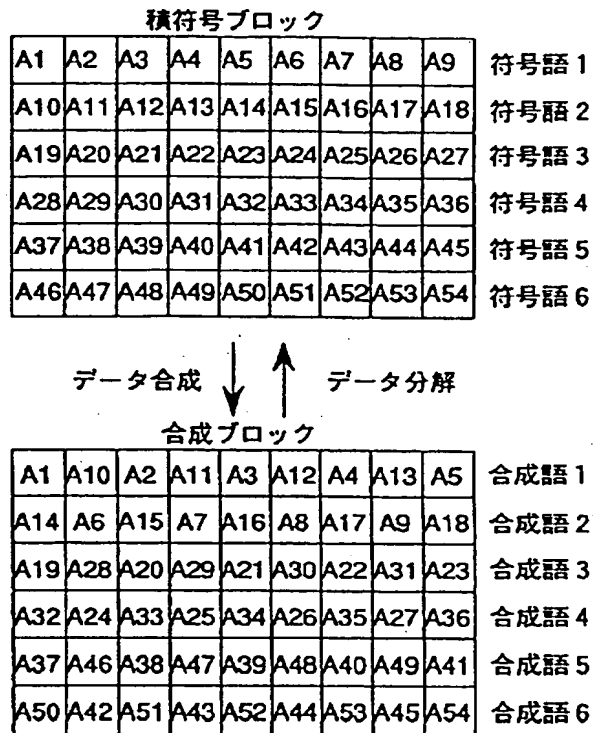 積符号ブロック
A1 A2 A3 A4 A5 A6 A7 A8 A9 符号語1
A10 A11 A12 A13 A14 A15 A16 A17 A18 符号語2
A19 A20 A21 A22 A23 A24 A25 A26 A27 符号語3
A28 A29 A30 A31 A32 A33 A34 A35 A36 符号語4
A37 A38 A39 A40 A41 A42 A43 A44 A45 符号語5
A46 A47 A48 A49 A50 A51 A52 A53 A54 符号語6
データ合成 データ分解
合成ブロック
A1 A10 A2 A11 A3 A12 A4 A13 A5 合成語1
A14 A6 A15 A7 A16 A8 A17 A9 A18 合成語2
A19 A28 A20 A29 A21 A30 A22 A31 A23 合成語3
A32 A24 A33 A25 A34 A26 A35 A27 A36 合成語4
A37 A46 A38 A47 A39 A48 A40 A49 A41 合成語5
A50 A42 A51 A43 A52 A44 A53 A45 A54 合成語6